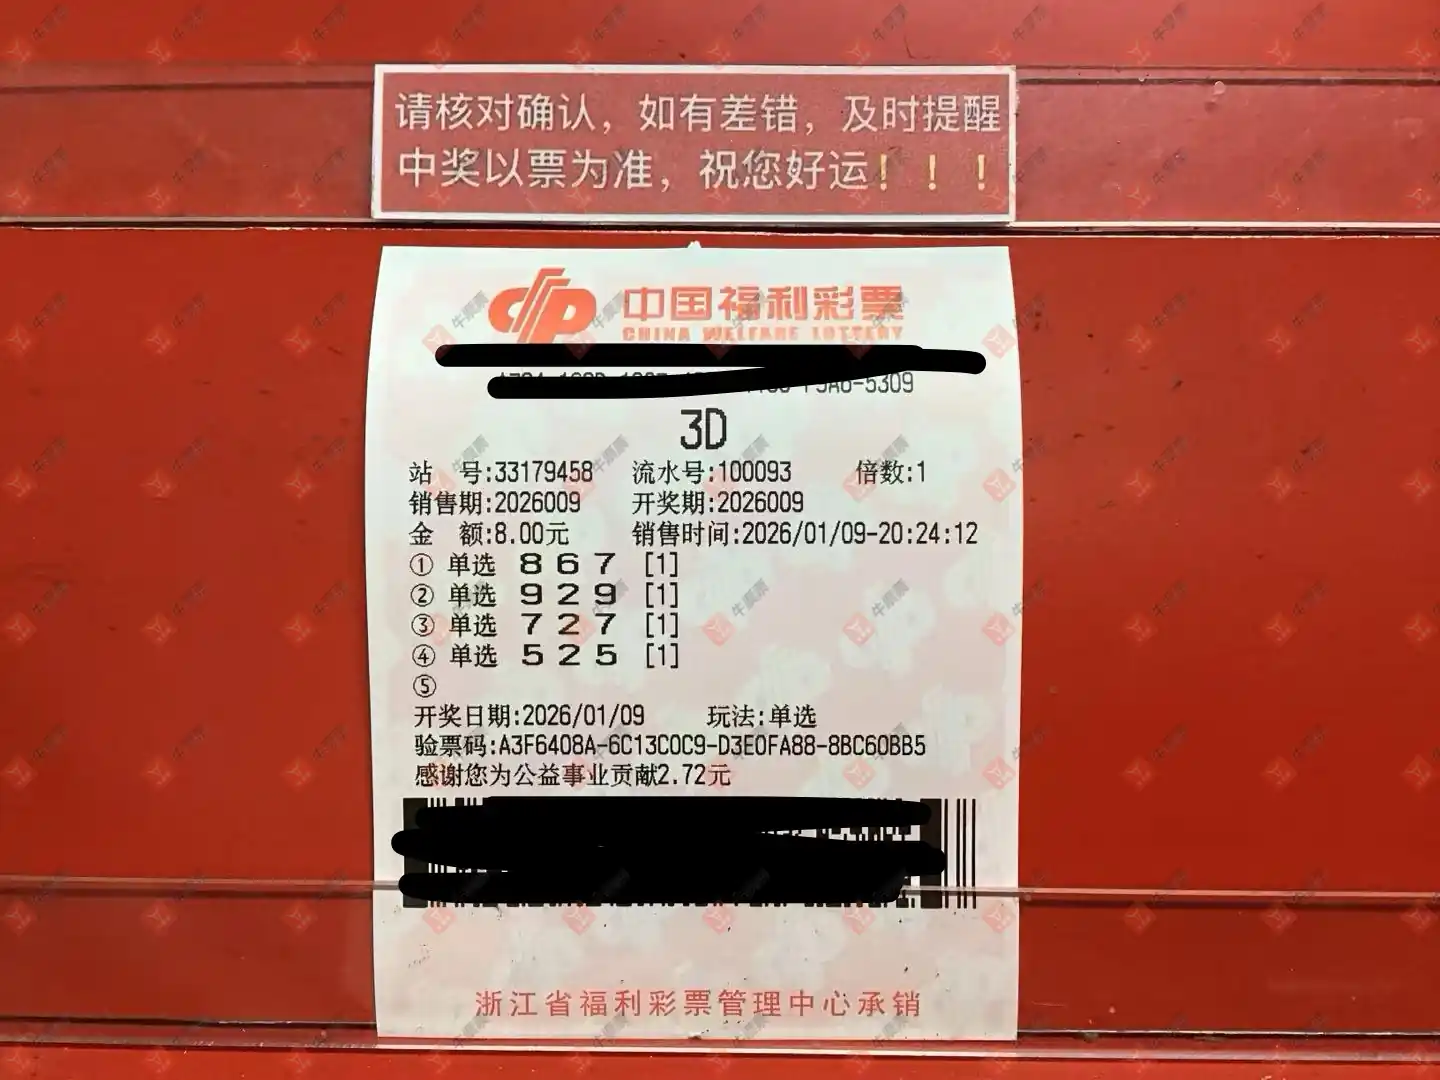 请核对确认，如有差错，及时提醒
中奖以票为准，祝您好运！！！
中国福利彩票
CHINA WELFARE LOTTERY
F9A6-5309
3D
站 号:33179458 流水号:100093 倍数:1
销售期:2026009 开奖期:2026009
金 额:8.00元 销售时间:2026/01/09-20:24:12
① 单选 8 6 7 [1]
② 单选 9 2 9 [1]
③ 单选 7 2 7 [1]
④ 单选 5 2 5 [1]
⑤
开奖日期:2026/01/09 玩法:单选
验票码:A3F6408A-6C13C0C9-D3E0FA88-8BC60BB5
感谢您为公益事业贡献2.72元
浙江省福利彩票管理中心承销